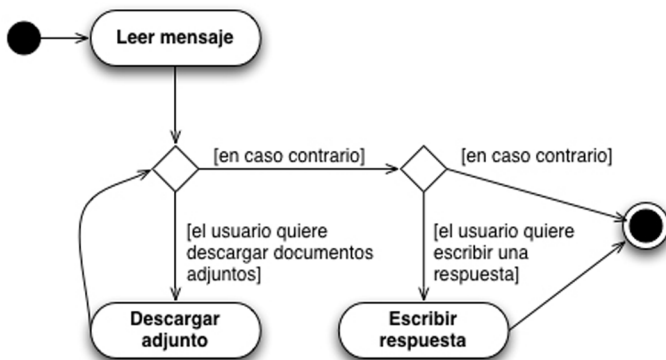 Leer mensaje
[en caso contrario]
[en caso contrario]
[el usuario quiere
descargar documentos
adjuntos]
[el usuario quiere
escribir una
respuesta]
Descargar
adjunto
Escribir
respuesta